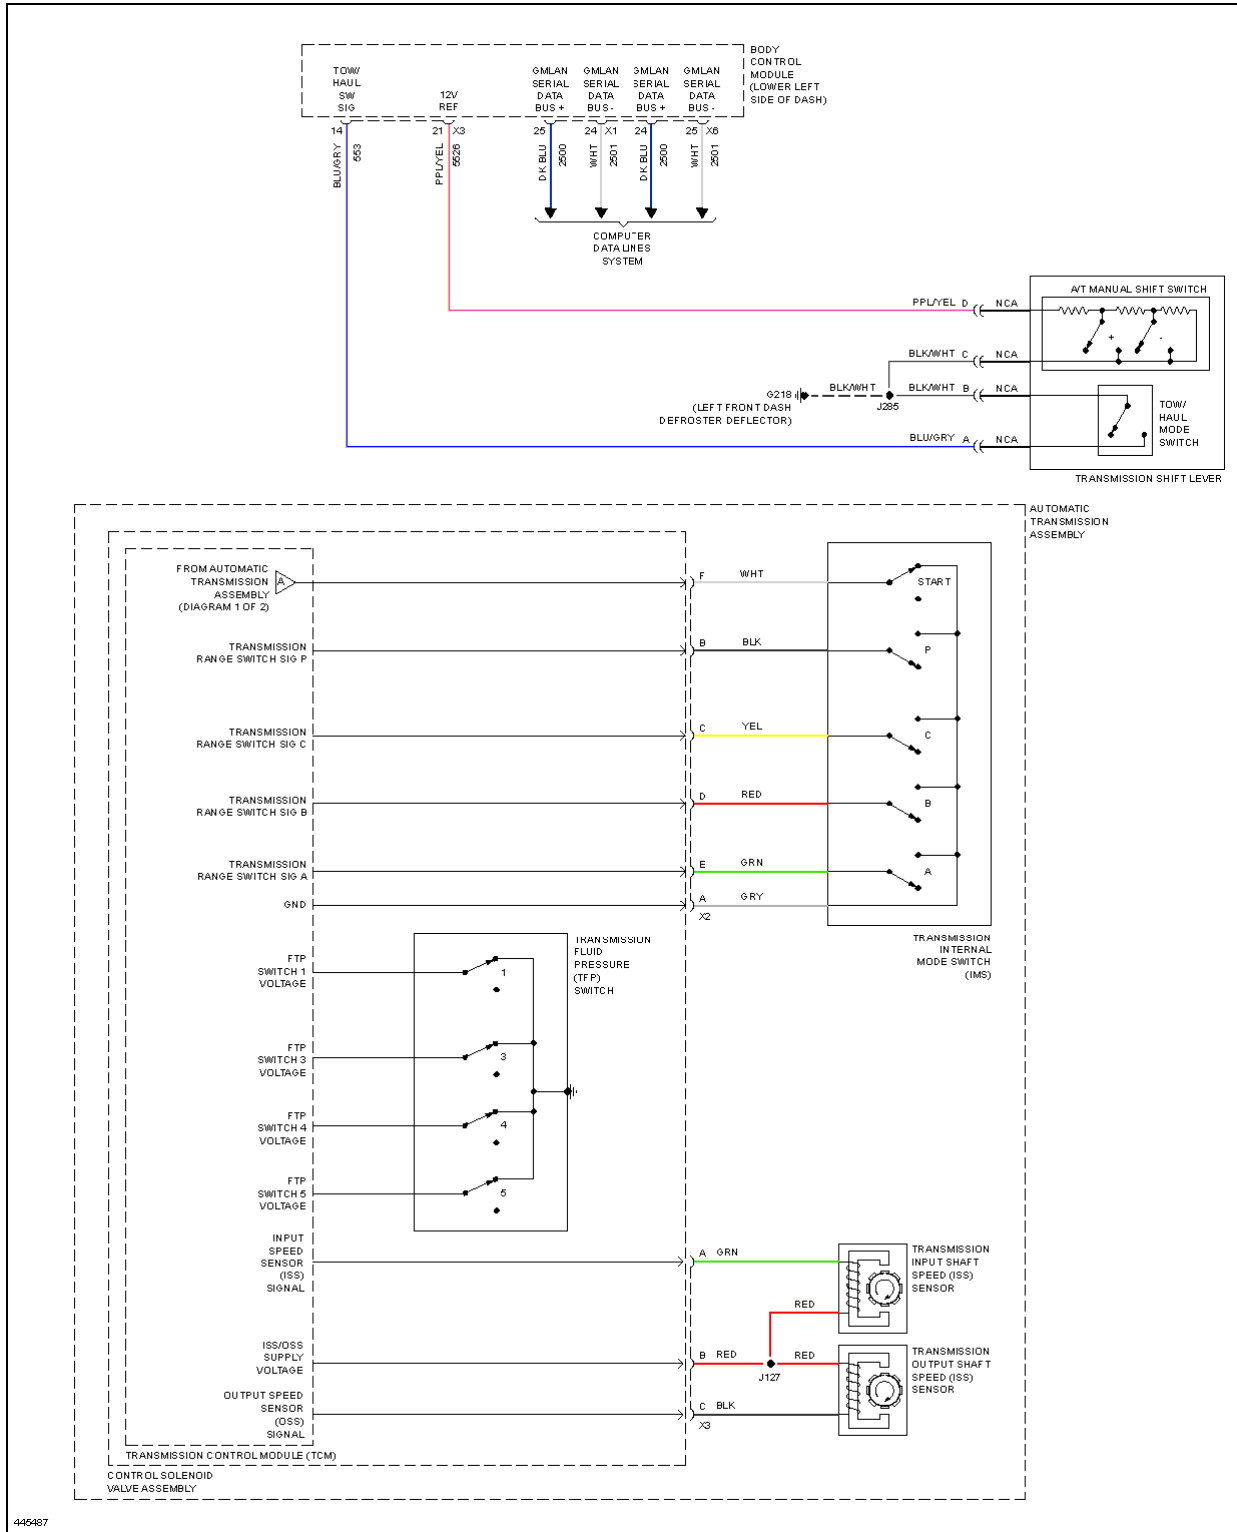 BODY
CONTROL
MODULE
(LOWER LEFT
SIDE OF DASH)
TOW/
HAUL
SW
SIG
12V
REF
GMLAN
SERIAL
DATA
BUS +
GMLAN
SERIAL
DATA
BUS -
GMLAN
SERIAL
DATA
BUS +
GMLAN
SERIAL
DATA
BUS -
14
21
X3
25
24
X1
24
25
X6
BLU/GRY
553
PPL/YEL
5526
DK BLU
2500
WHT
2501
DK BLU
2500
WHT
2501
COMPUTER
DATA LINES
SYSTEM
A/T MANUAL SHIFT SWITCH
PPL/YEL D NCA
+
-
BLK/WHT C NCA
G218
(LEFT FRONT DASH
DEFROSTER DEFLECTOR)
BLK/WHT
J285
BLK/WHT B NCA
TOW/
HAUL
MODE
SWITCH
BLU/GRY A NCA
TRANSMISSION SHIFT LEVER
AUTOMATIC
TRANSMISSION
ASSEMBLY
FROM AUTOMATIC
TRANSMISSION
ASSEMBLY
(DIAGRAM 1 OF 2)
A
F WHT
START
TRANSMISSION
RANGE SWITCH SIG P
B BLK
P
TRANSMISSION
RANGE SWITCH SIG C
C YEL
C
TRANSMISSION
RANGE SWITCH SIG B
D RED
B
TRANSMISSION
RANGE SWITCH SIG A
E GRN
A
GND
A GRY
X2
TRANSMISSION
INTERNAL
MODE SWITCH
(IMS)
TRANSMISSION
FLUID
PRESSURE
(TFP)
SWITCH
FTP
SWITCH 1
VOLTAGE
1
FTP
SWITCH 3
VOLTAGE
3
FTP
SWITCH 4
VOLTAGE
4
FTP
SWITCH 5
VOLTAGE
5
INPUT
SPEED
SENSOR
(ISS)
SIGNAL
A GRN
TRANSMISSION
INPUT SHAFT
SPEED (ISS)
SENSOR
RED
ISS/OSS
SUPPLY
VOLTAGE
B RED
J127
RED
TRANSMISSION
OUTPUT SHAFT
SPEED (ISS)
SENSOR
OUTPUT SPEED
SENSOR
(OSS)
SIGNAL
C BLK
X3
TRANSMISSION CONTROL MODULE (TCM)
CONTROL SOLENOID
VALVE ASSEMBLY
445487